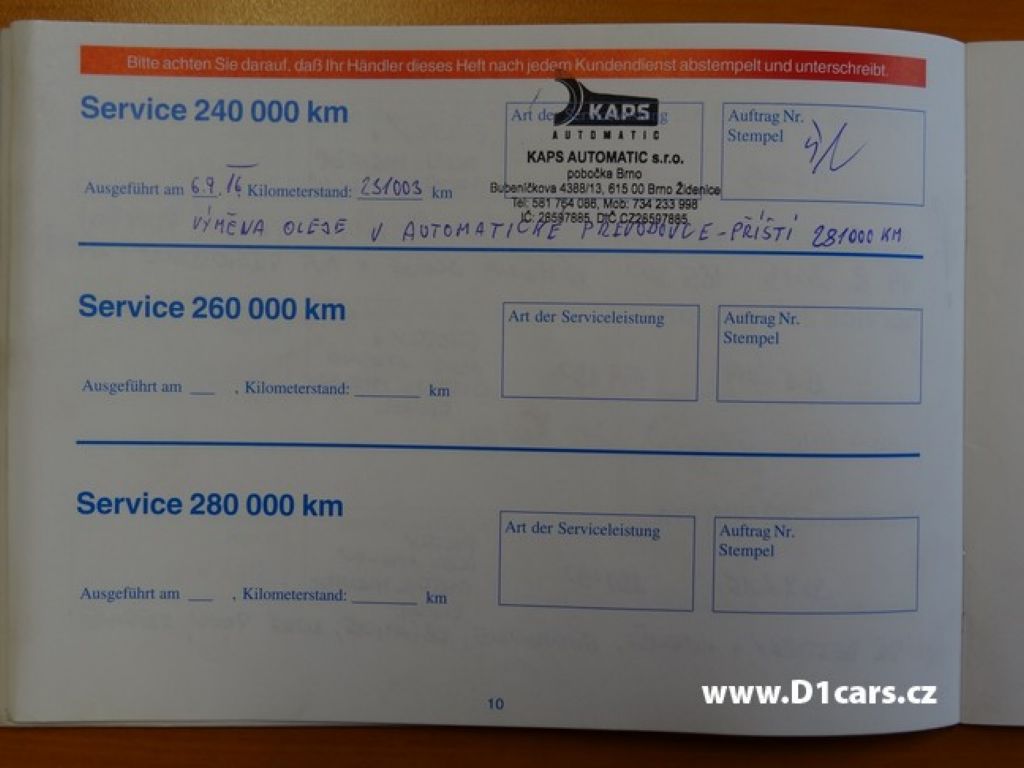 Bitte achten Sie darauf, daß Ihr Händler dieses Heft nach jedem Kundendienst abstempelt und unterschreibt.
Service 240 000 km
Art der
KAPS
AUTOMATIC
KAPS AUTOMATIC s.r.o.
pobočka Brno
Bubeníčkova 4388/13, 615 00 Brno Židenice
Tel: 581 764 086, Mob: 734 233 998
IČ: 26597885, DIČ CZ26597885
Auftrag Nr.
Stempel
Ausgeführt am 6.9.16, Kilometerstand: 231003 km
VÝMĚNA OLEJE V AUTOMATICKÉ PŘEVODOVCE - PŘÍŠTÍ 281000 KM
Service 260 000 km
Art der Serviceleistung
Auftrag Nr.
Stempel
Ausgeführt am , Kilometerstand: km
Service 280 000 km
Art der Serviceleistung
Auftrag Nr.
Stempel
Ausgeführt am , Kilometerstand: km
10
www.D1cars.cz